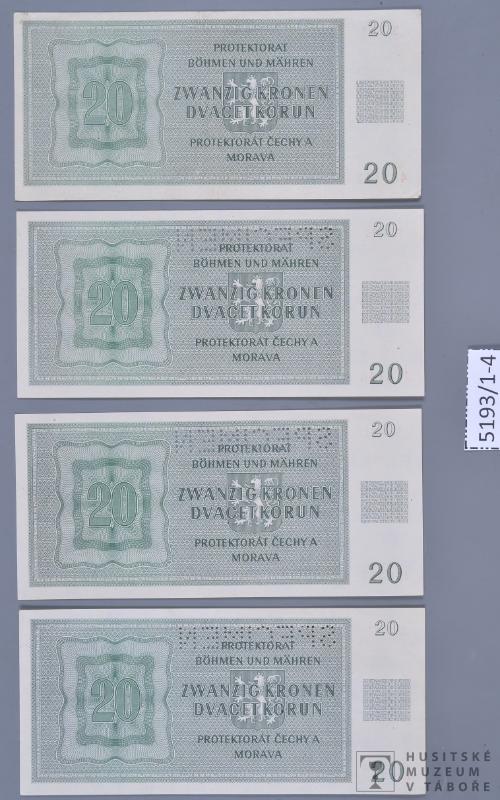 PROTEKTORAT
BÖHMEN UND MÄHREN
20
20
ZWANZIG KRONEN
DVACET KORUN
PROTEKTORÁT ČECHY A
MORAVA
20
SPECIMEN
PROTEKTORAT
BÖHMEN UND MÄHREN
20
20
ZWANZIG KRONEN
DVACET KORUN
PROTEKTORÁT ČECHY A
MORAVA
20
5193/1-4
SPECIMEN
PROTEKTORAT
BÖHMEN UND MÄHREN
20
20
ZWANZIG KRONEN
DVACET KORUN
PROTEKTORÁT ČECHY A
MORAVA
20
SPECIMEN
PROTEKTORAT
BÖHMEN UND MÄHREN
20
20
ZWANZIG KRONEN
DVACET KORUN
PROTEKTORÁT ČECHY A
MORAVA
20
HUSITSKÉ
MUZEUM
V TÁBOŘE